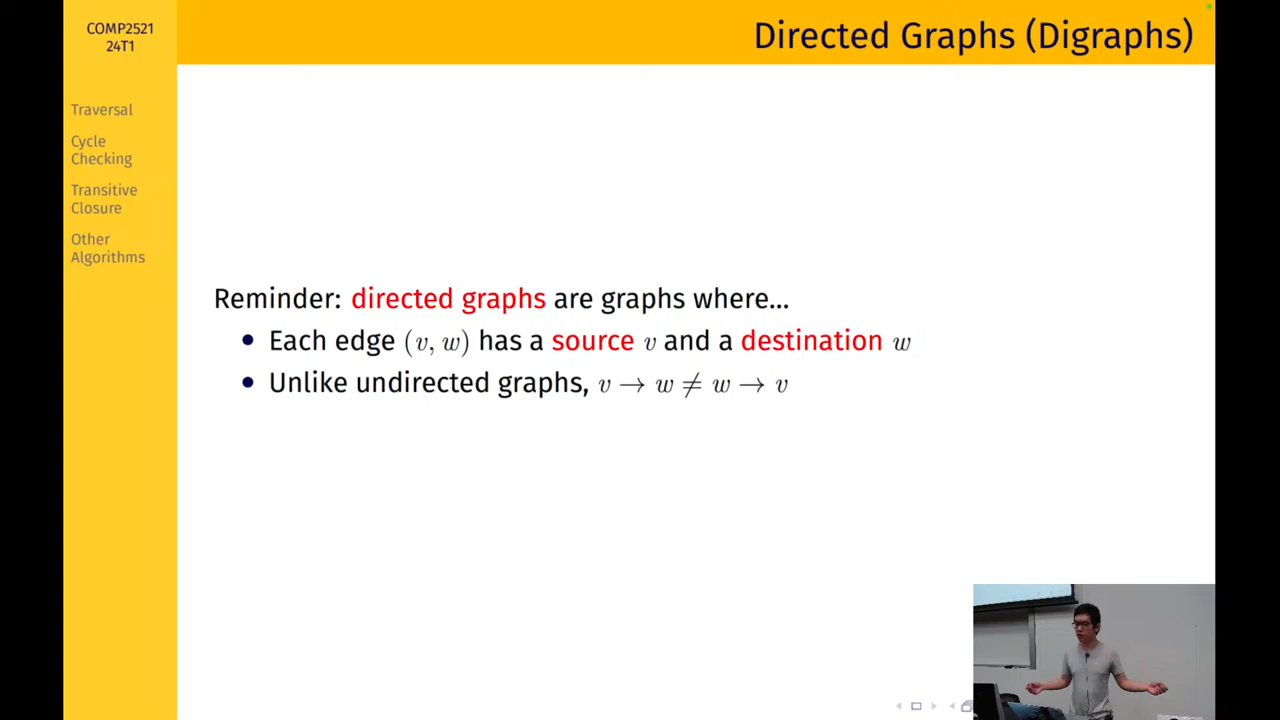 COMP2521
24T1
Directed Graphs (Digraphs)
Traversal
Cycle
Checking
Transitive
Closure
Other
Algorithms
Reminder: directed graphs are graphs where...
• Each edge (v, w) has a source v and a destination w
• Unlike undirected graphs, v → w ≠ w → v